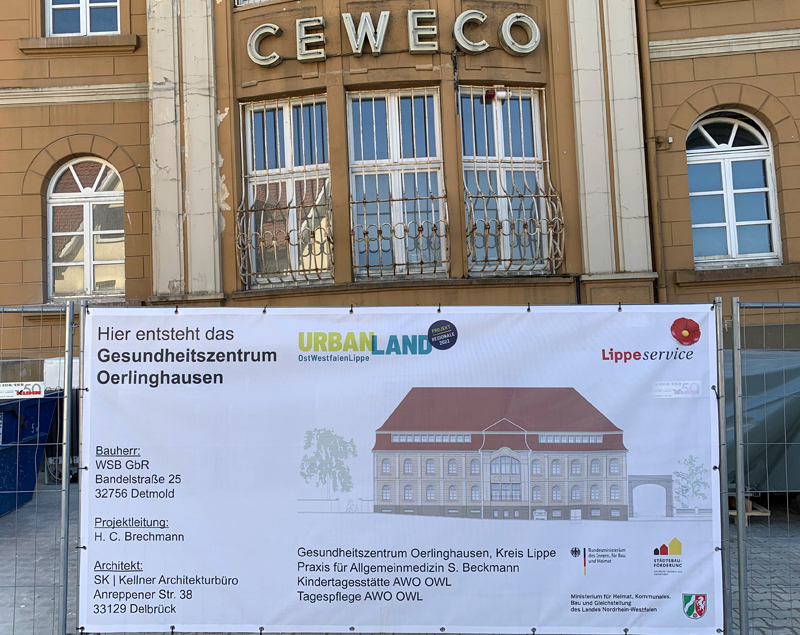 CEWECO
Hier entsteht das
Gesundheitszentrum
Oerlinghausen
URBANLAND
OstWestfalenLippe
PROJEKT
REGIONALE
2022
Lippeservice
Bauherr:
WSB GbR
Bandelstraße 25
32756 Detmold
Projektleitung:
H. C. Brechmann
Architekt:
SK | Kellner Architekturbüro
Anreppener Str. 38
33129 Delbrück
Gesundheitszentrum Oerlinghausen, Kreis Lippe
Praxis für Allgemeinmedizin S. Beckmann
Kindertagesstätte AWO OWL
Tagespflege AWO OWL
Bundesministerium
des Innern, für Bau
und Heimat
STÄDTEBAU-
FÖRDERUNG
Ministerium für Heimat, Kommunales,
Bau und Gleichstellung
des Landes Nordrhein-Westfalen